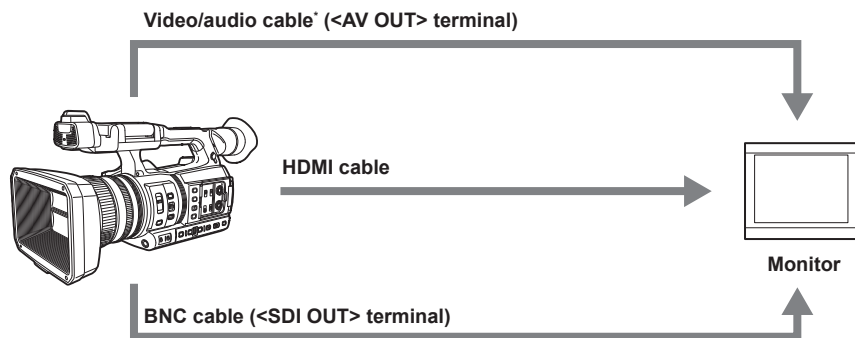 Video/audio cable* (<AV OUT> terminal)
HDMI cable
Monitor
BNC cable (<SDI OUT> terminal)